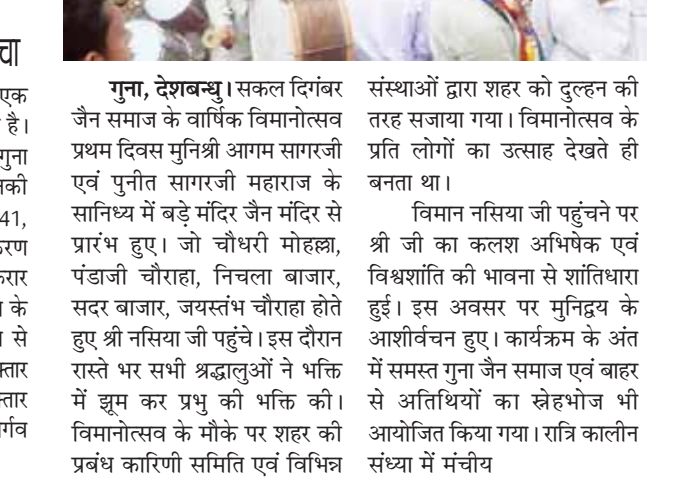 चा
एक
है।
गुना
41,
रार
के
से
गुना, देशबन्धु। सकल दिगंबर
जैन समाज के वार्षिक विमानोत्सव
प्रथम दिवस मुनिश्री आगम सागरजी
एवं पुनीत सागरजी महाराज के
सानिध्य में बड़े मंदिर जैन मंदिर से
प्रारंभ हुए। जो चौधरी मोहल्ला,
पंडाजी चौराहा, निचला बाजार,
सदर बाजार, जयस्तंभ चौराहा होते
हुए श्री नसिया जी पहुंचे। इस दौरान
रास्ते भर सभी श्रद्धालुओं ने भक्ति
में झूम कर प्रभु की भक्ति की।
विमानोत्सव के मौके पर शहर की
प्रबंध कारिणी समिति एवं विभिन्न
संस्थाओं द्वारा शहर को दुल्हन की
तरह सजाया गया। विमानोत्सव के
प्रति लोगों का उत्साह देखते ही
बनता था।
विमान नसिया जी पहुंचने पर
श्री जी का कलश अभिषेक एवं
विश्वशांति की भावना से शांतिधारा
हुई। इस अवसर पर मुनिद्वय के
आशीर्वचन हुए। कार्यक्रम के अंत
में समस्त गुना जैन समाज एवं बाहर
से अतिथियों का स्नेहभोज भी
आयोजित किया गया। रात्रि कालीन
संध्या में मंचीय